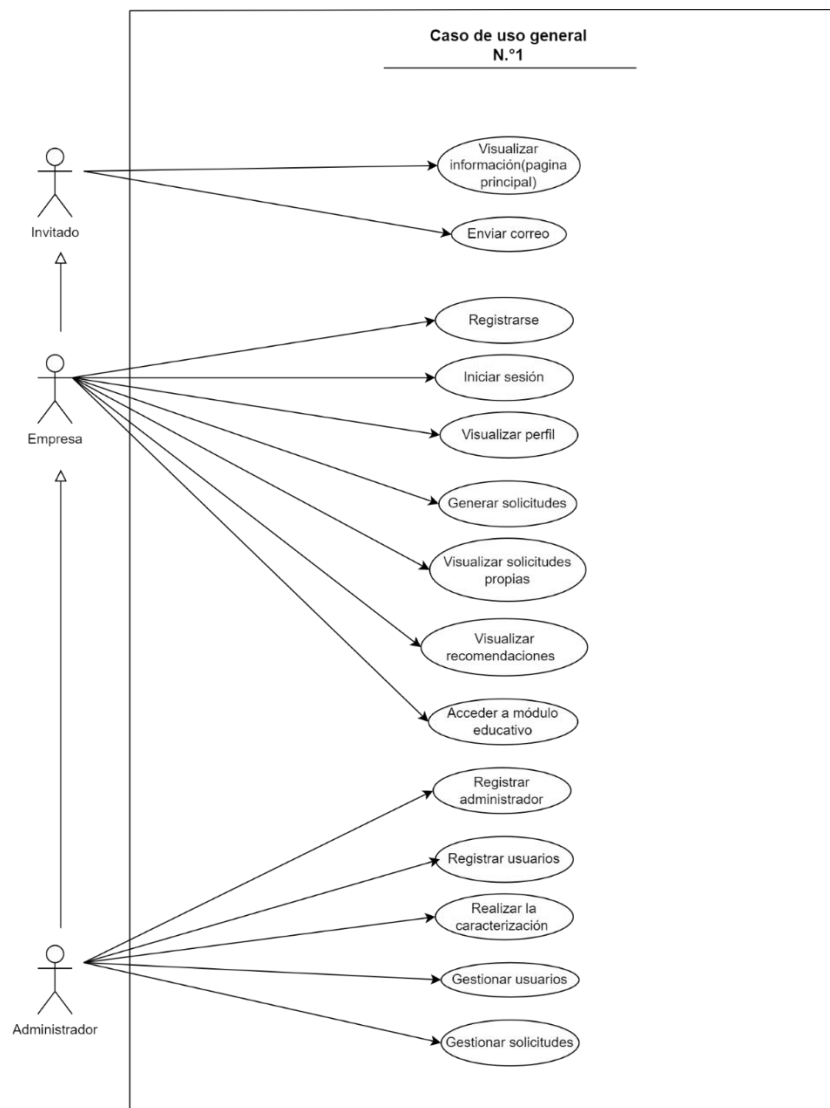 Caso de uso general
N.°1
Visualizar
información(pagina
principal)
Invitado
Enviar correo
Registrarse
Iniciar sesión
Empresa
Visualizar perfil
Generar solicitudes
Visualizar solicitudes
propias
Visualizar
recomendaciones
Acceder a módulo
educativo
Registrar
administrador
Registrar usuarios
Realizar la
caracterización
Gestionar usuarios
Administrador
Gestionar solicitudes